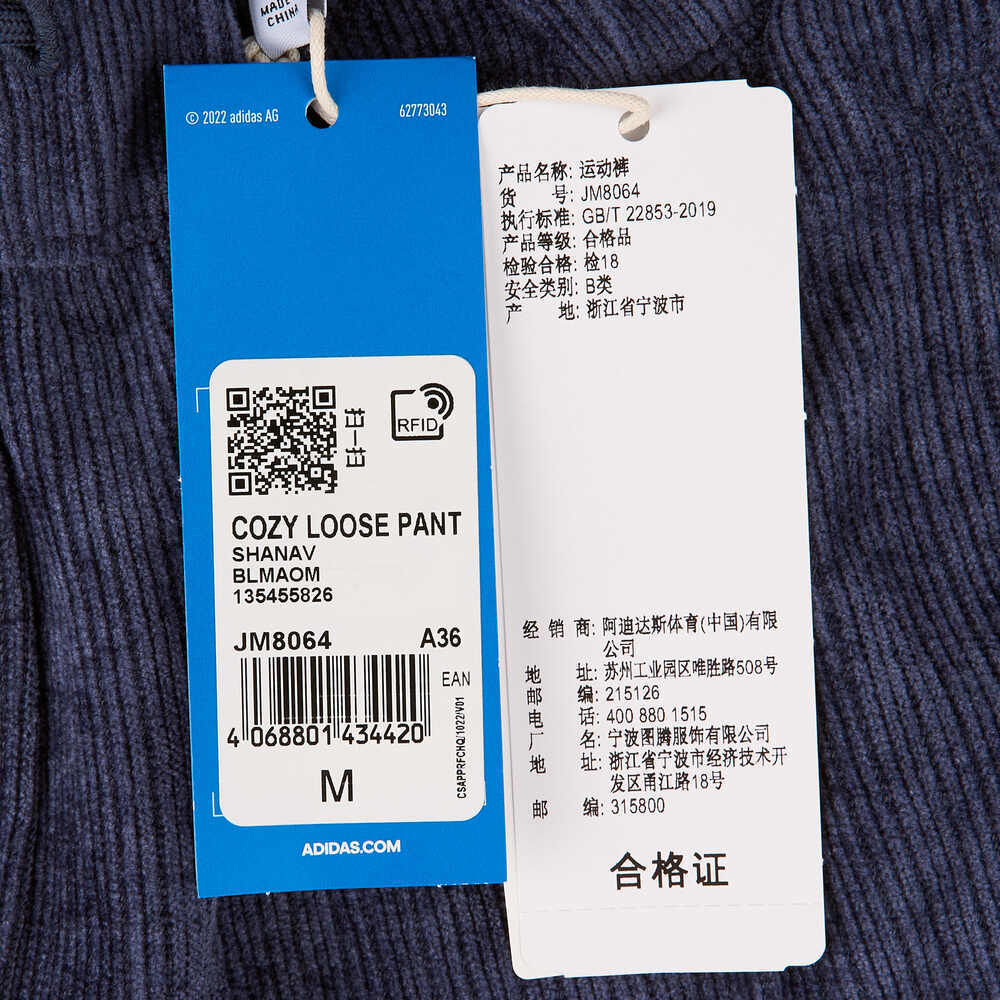 MADE
CHINA
© 2022 adidas AG
62773043
RFID
扫一扫
COZY LOOSE PANT
SHANAV
BLMAOM
135455826
JM8064
A36
EAN
4 068801 434420
CSAPPRFCHQ/1022/V01
M
ADIDAS.COM
产品名称: 运动裤
货 号: JM8064
执行标准: GB/T 22853-2019
产品等级: 合格品
检验合格: 检18
安全类别: B类
产 地: 浙江省宁波市
经 销 商: 阿迪达斯体育(中国)有限
公司
地 址: 苏州工业园区唯胜路508号
邮 编: 215126
电 话: 400 880 1515
厂 名: 宁波图腾服饰有限公司
地 址: 浙江省宁波市经济技术开
发区甬江路18号
邮 编: 315800
合格证